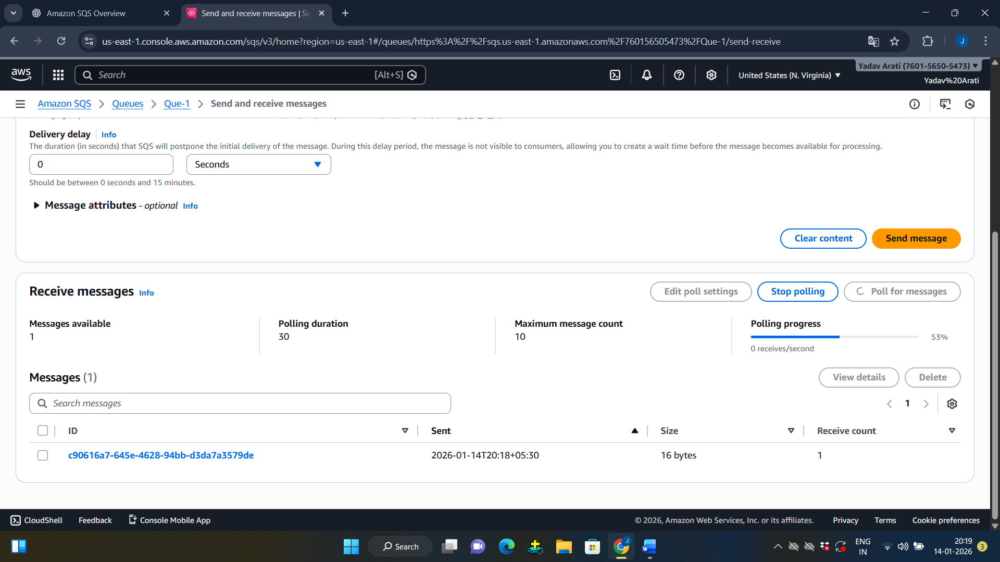 Amazon SQS Overview
Send and receive messages | Si
us-east-1.console.aws.amazon.com/sqs/v3/home?region=us-east-1#/queues/https%3A%2F%2Fsqs.us-east-1.amazonaws.com%2F760156505473%2FQue-1/send-receive
J
aws
Search
[Alt+S]
United States (N. Virginia)
Yadav Arati (7601-5650-5473)
Yadav%20Arati
Amazon SQS
Queues
Que-1
Send and receive messages
Delivery delay
Info
The duration (in seconds) that SQS will postpone the initial delivery of the message. During this delay period, the message is not visible to consumers, allowing you to create a wait time before the message becomes available for processing.
0
Seconds
Should be between 0 seconds and 15 minutes.
Message attributes - optional Info
Clear content
Send message
Receive messages Info
Edit poll settings
Stop polling
Poll for messages
Messages available
1
Polling duration
30
Maximum message count
10
Polling progress
53%
0 receives/second
Messages (1)
View details
Delete
Search messages
1
ID
Sent
Size
Receive count
c90616a7-645e-4628-94bb-d3da7a3579de
2026-01-14T20:18+05:30
16 bytes
1
CloudShell
Feedback
Console Mobile App
© 2026, Amazon Web Services, Inc. or its affiliates.
Privacy
Terms
Cookie preferences
Search
J
W
ENG
IN
20:19
14-01-2026
3